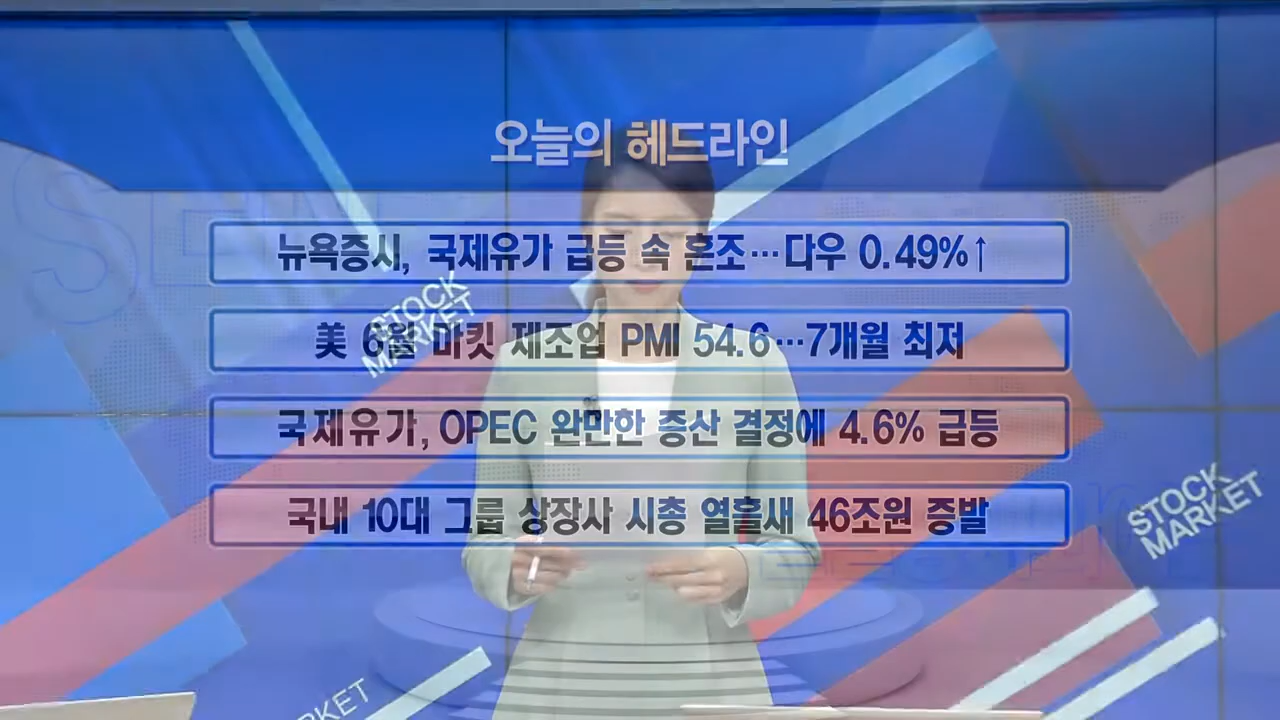 오늘의 헤드라인
뉴욕증시, 국제유가 급등 속 혼조…다우 0.49%↑
美 6월 마킷 제조업 PMI 54.6…7개월 최저
국제유가, OPEC 완만한 증산 결정에 4.6% 급등
국내 10대 그룹 상장사 시총 열흘새 46조원 증발
STOCK
MARKET
STOCK
MARKET